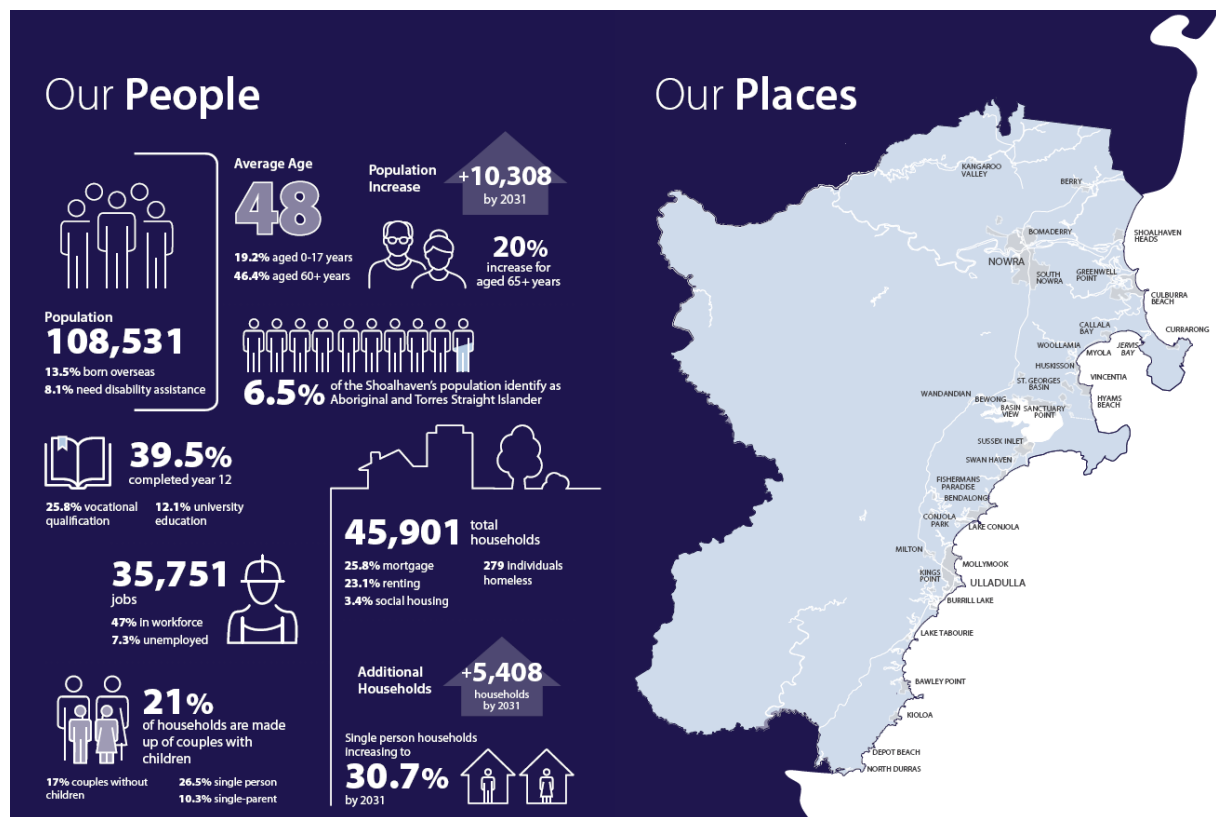 Our People
Average Age
48
19.2% aged 0-17 years
46.4% aged 60+ years
Population
Increase
+10,308
by 2031
20%
increase for
aged 65+ years
Population
108,531
13.5% born overseas
8.1% need disability assistance
6.5% of the Shoalhaven's population identify as
Aboriginal and Torres Straight Islander
39.5%
completed year 12
25.8% vocational
qualification
12.1% university
education
35,751
jobs
47% in workforce
7.3% unemployed
21%
of households are made
up of couples with
children
17% couples without
children
26.5% single person
10.3% single-parent
45,901 total
households
25.8% mortgage
23.1% renting
3.4% social housing
279 individuals
homeless
Additional
Households
+5,408
households
by 2031
Single person households
increasing to
30.7%
by 2031
Our Places
KANGAROO
VALLEY
BERRY
BOMADERRY
SHOALHAVEN
HEADS
NOWRA
SOUTH
NOWRA
GREENWELL
POINT
CULBURRA
BEACH
CALLALA
BAY
CURRARONG
WOOLLAMIA
MYOLA
JERVIS
BAY
HUSKISSON
VINCENTIA
ST. GEORGES
BASIN
WANDANDIAN
BEWONG
HYAMS
BEACH
BASIN
VIEW
SANCTUARY
POINT
SUSSEX INLET
SWAN HAVEN
FISHERMANS
PARADISE
BENDALONG
CONJOLA
PARK
LAKE CONJOLA
MILTON
MOLLYMOOK
KINGS
POINT
ULLADULLA
BURRILL LAKE
LAKE TABOURIE
BAWLEY POINT
KIOLOA
DEPOT BEACH
NORTH DURRAS